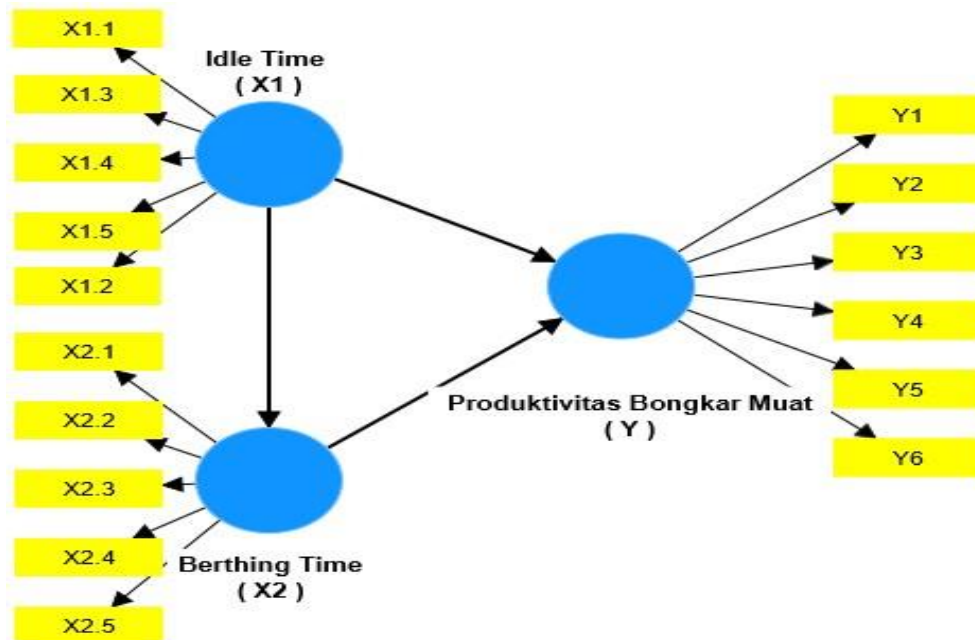 X1.1
X1.3
X1.4
X1.5
X1.2
Idle Time
( X1 )
X2.1
X2.2
X2.3
X2.4
X2.5
Berthing Time
( X2 )
Produktivitas Bongkar Muat
( Y )
Y1
Y2
Y3
Y4
Y5
Y6